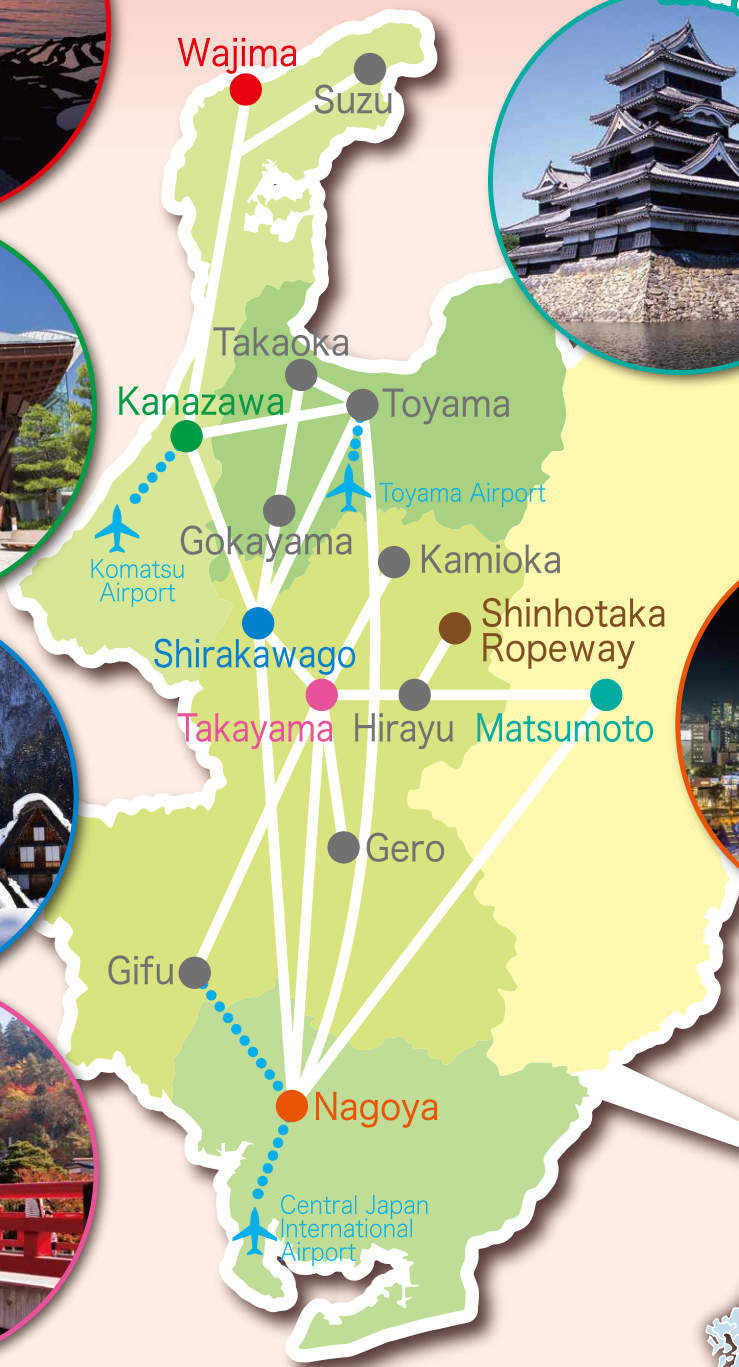 Wajima
Suzu
Takaoka
Kanazawa
Toyama
Toyama Airport
Gokayama
Kamioka
Komatsu
Airport
Shinhotaka
Ropeway
Shirakawago
Takayama
Hirayu
Matsumoto
Gero
Gifu
Nagoya
Central Japan
International
Airport